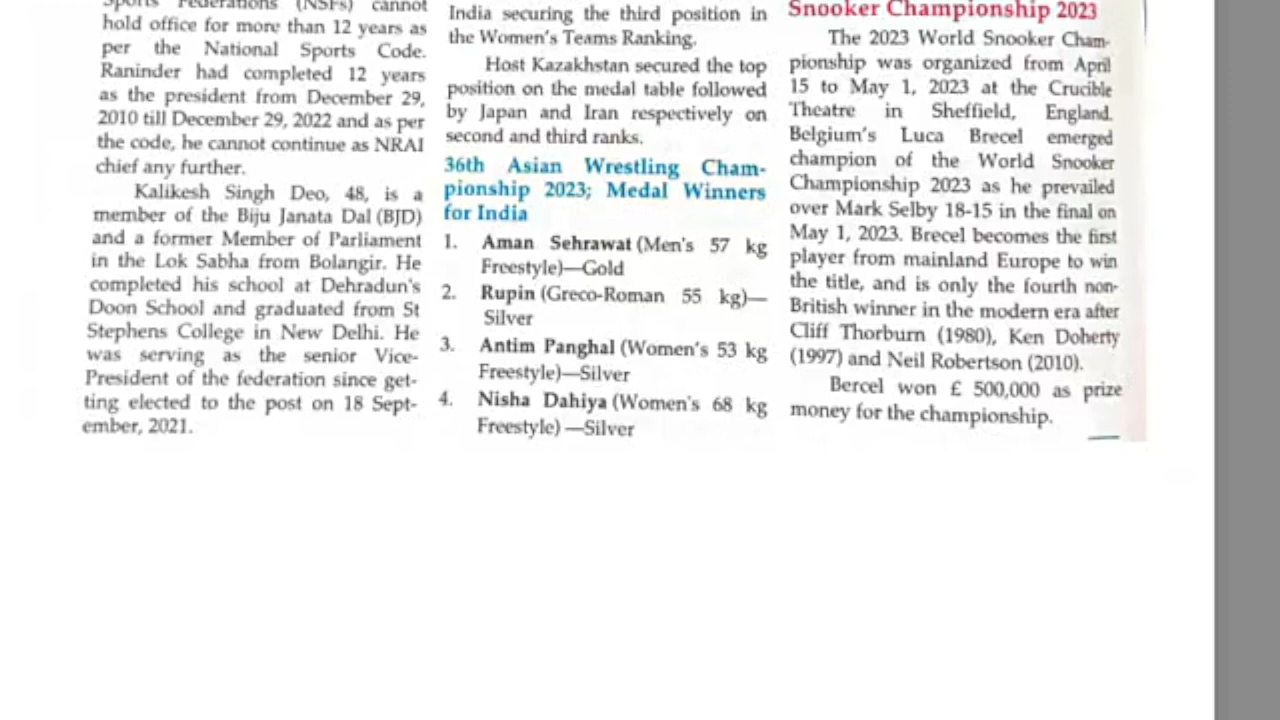 Sports Federations (NSFs) cannot
hold office for more than 12 years as
per the National Sports Code.
Raninder had completed 12 years
as the president from December 29,
2010 till December 29, 2022 and as per
the code, he cannot continue as NRAI
chief any further.
Kalikesh Singh Deo, 48, is a
member of the Biju Janata Dal (BJD)
and a former Member of Parliament
in the Lok Sabha from Bolangir. He
completed his school at Dehradun's
Doon School and graduated from St
Stephens College in New Delhi. He
was serving as the senior Vice-
President of the federation since get-
ting elected to the post on 18 Sept-
ember, 2021.
India securing the third position in
the Women's Teams Ranking.
Host Kazakhstan secured the top
position on the medal table followed
by Japan and Iran respectively on
second and third ranks.
36th Asian Wrestling Cham-
pionship 2023; Medal Winners
for India
1. Aman Sehrawat (Men's 57 kg
Freestyle)—Gold
2. Rupin (Greco-Roman 55 kg)—
Silver
3. Antim Panghal (Women's 53 kg
Freestyle)—Silver
4. Nisha Dahiya (Women's 68 kg
Freestyle) —Silver
Snooker Championship 2023
The 2023 World Snooker Cham-
pionship was organized from April
15 to May 1, 2023 at the Crucible
Theatre in Sheffield, England.
Belgium's Luca Brecel emerged
champion of the World Snooker
Championship 2023 as he prevailed
over Mark Selby 18-15 in the final on
May 1, 2023. Brecel becomes the first
player from mainland Europe to win
the title, and is only the fourth non-
British winner in the modern era after
Cliff Thorburn (1980), Ken Doherty
(1997) and Neil Robertson (2010).
Bercel won £ 500,000 as prize
money for the championship.